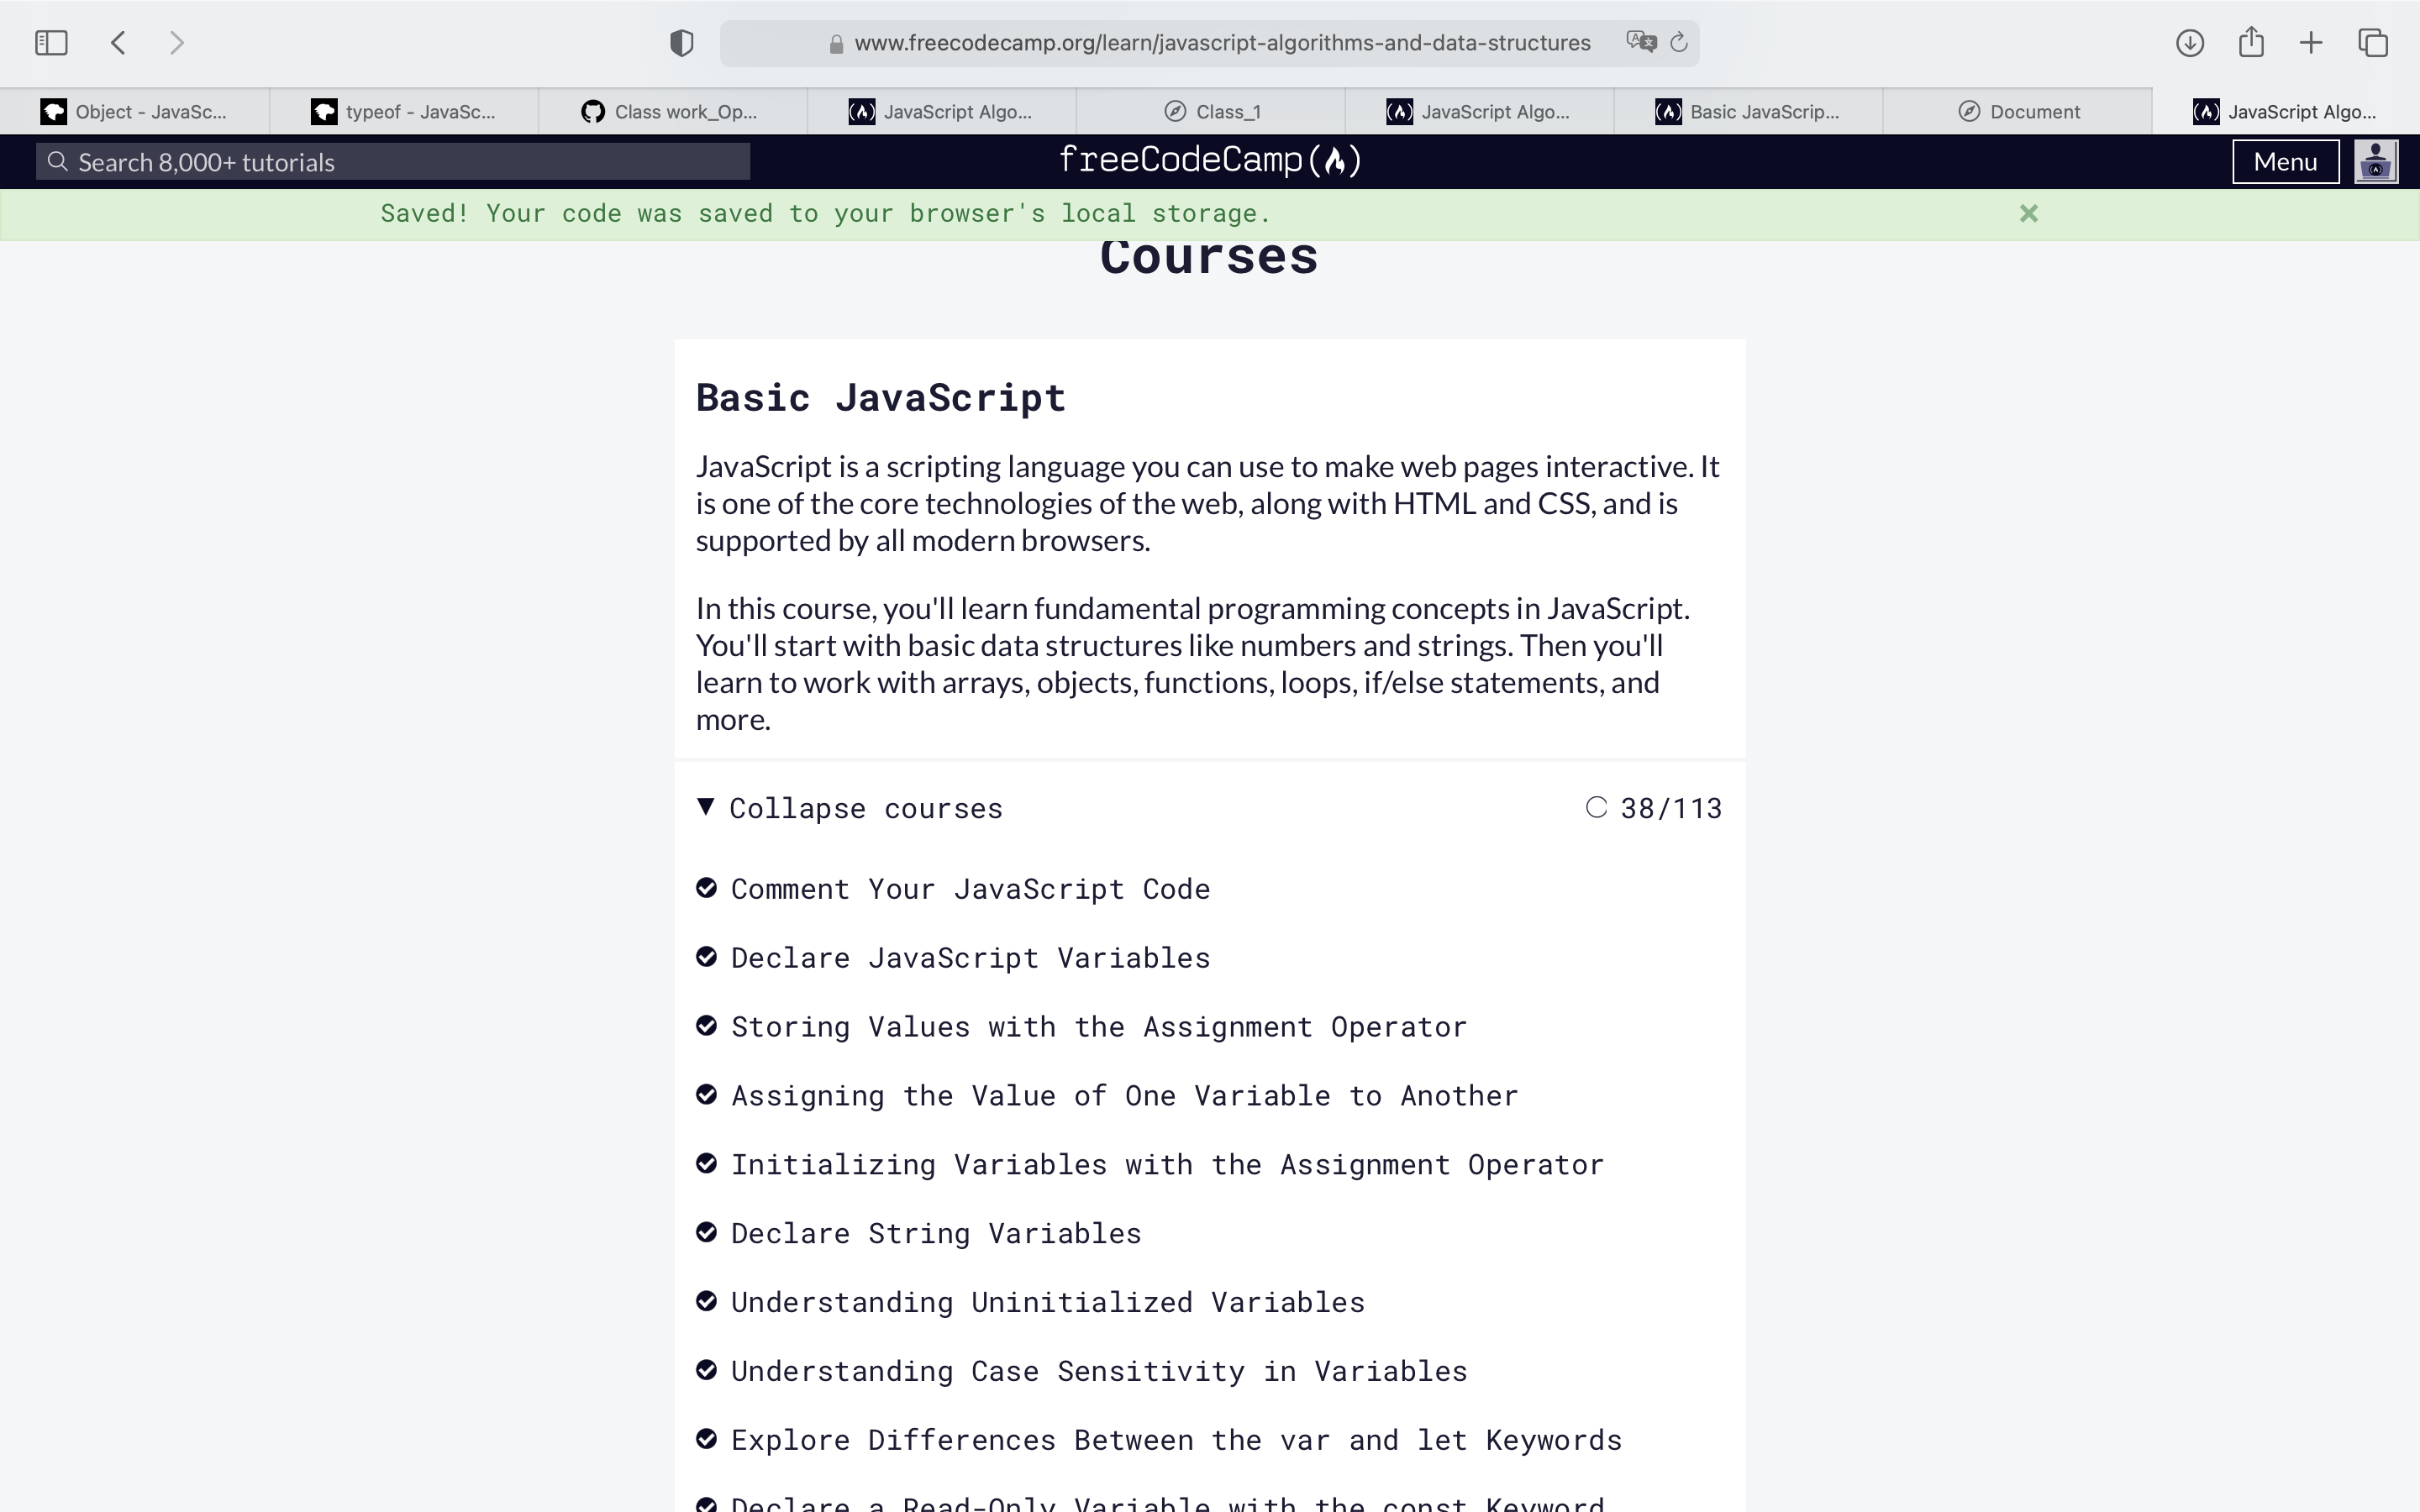 www.freecodecamp.org/learn/javascript-algorithms-and-data-structures
Object - JavaSc...
typeof - JavaSc...
Class work_Op...
JavaScript Algo...
Class_1
JavaScript Algo...
Basic JavaScrip...
Document
JavaScript Algo...
Search 8,000+ tutorials
freeCodeCamp
Menu
Saved! Your code was saved to your browser's local storage.
Courses
Basic JavaScript
JavaScript is a scripting language you can use to make web pages interactive. It
is one of the core technologies of the web, along with HTML and CSS, and is
supported by all modern browsers.
In this course, you'll learn fundamental programming concepts in JavaScript.
You'll start with basic data structures like numbers and strings. Then you'll
learn to work with arrays, objects, functions, loops, if/else statements, and
more.
Collapse courses 38/113
Comment Your JavaScript Code
Declare JavaScript Variables
Storing Values with the Assignment Operator
Assigning the Value of One Variable to Another
Initializing Variables with the Assignment Operator
Declare String Variables
Understanding Uninitialized Variables
Understanding Case Sensitivity in Variables
Explore Differences Between the var and let Keywords
Declare a Read-Only Variable with the const Keyword